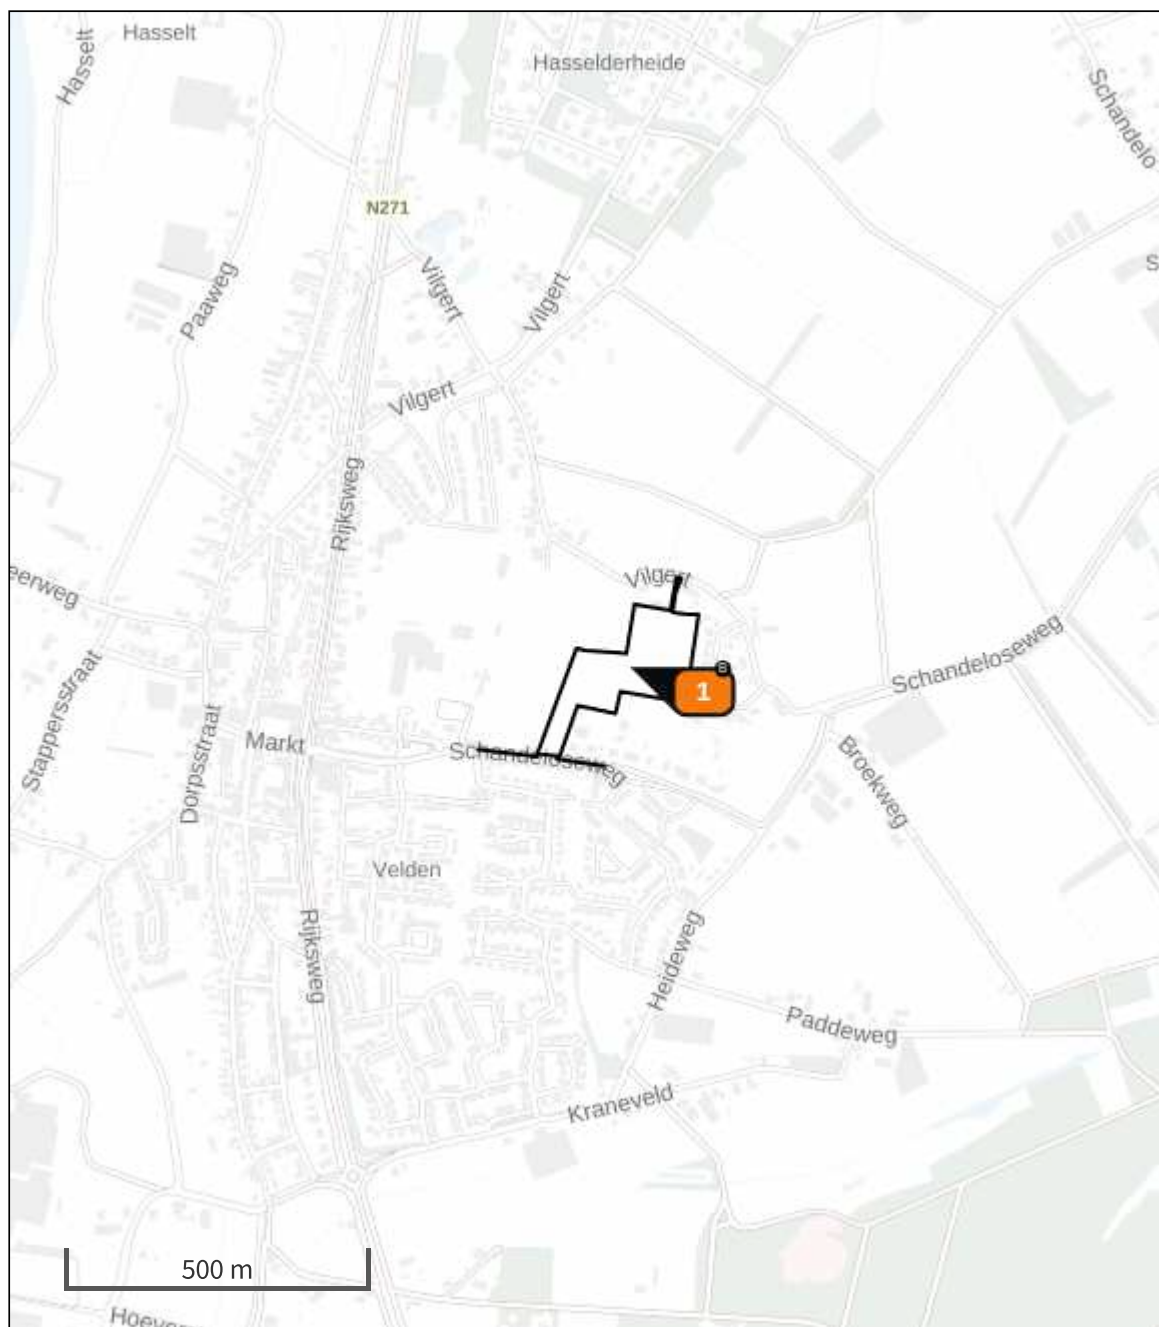 Hasselt
Hasselt
Hasselderheide
Schandelo
N271
Vilgert
Vilgert
Paaweg
S
Vilgert
Rijksweg
eerweg
Vilgert
Schandeloseweg
Stappersstraat
1
B
Dorpsstraat
Markt
Schandeloseweg
Broekweg
Velden
Rijksweg
Heideweg
Paddeweg
Kraneveld
500 m
Hoever